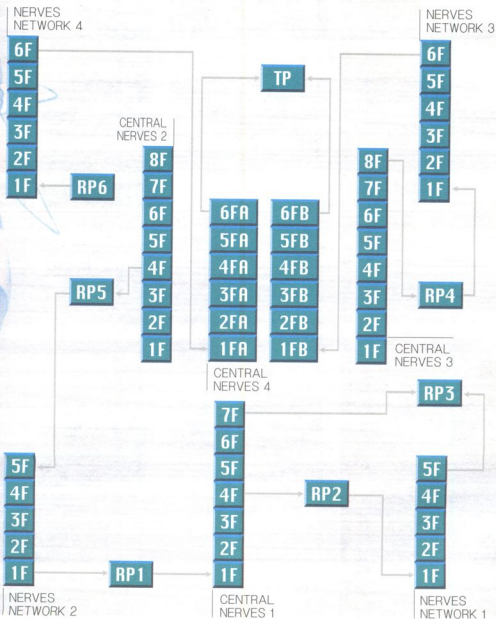 NERVES
NETWORK 4
6F
5F
4F
3F
2F
1F
RP6
CENTRAL
NERVES 2
8F
7F
6F
5F
4F
3F
2F
1F
RP5
TP
6FA 6FB
5FA 5FB
4FA 4FB
3FA 3FB
2FA 2FB
1FA 1FB
CENTRAL
NERVES 4
NERVES
NETWORK 3
6F
5F
4F
3F
2F
1F
8F
7F
6F
5F
4F
3F
2F
1F
CENTRAL
NERVES 3
RP4
RP3
7F
6F
5F
4F
3F
2F
1F
CENTRAL
NERVES 1
RP2
5F
4F
3F
2F
1F
NERVES
NETWORK 1
5F
4F
3F
2F
1F
NERVES
NETWORK 2
RP1